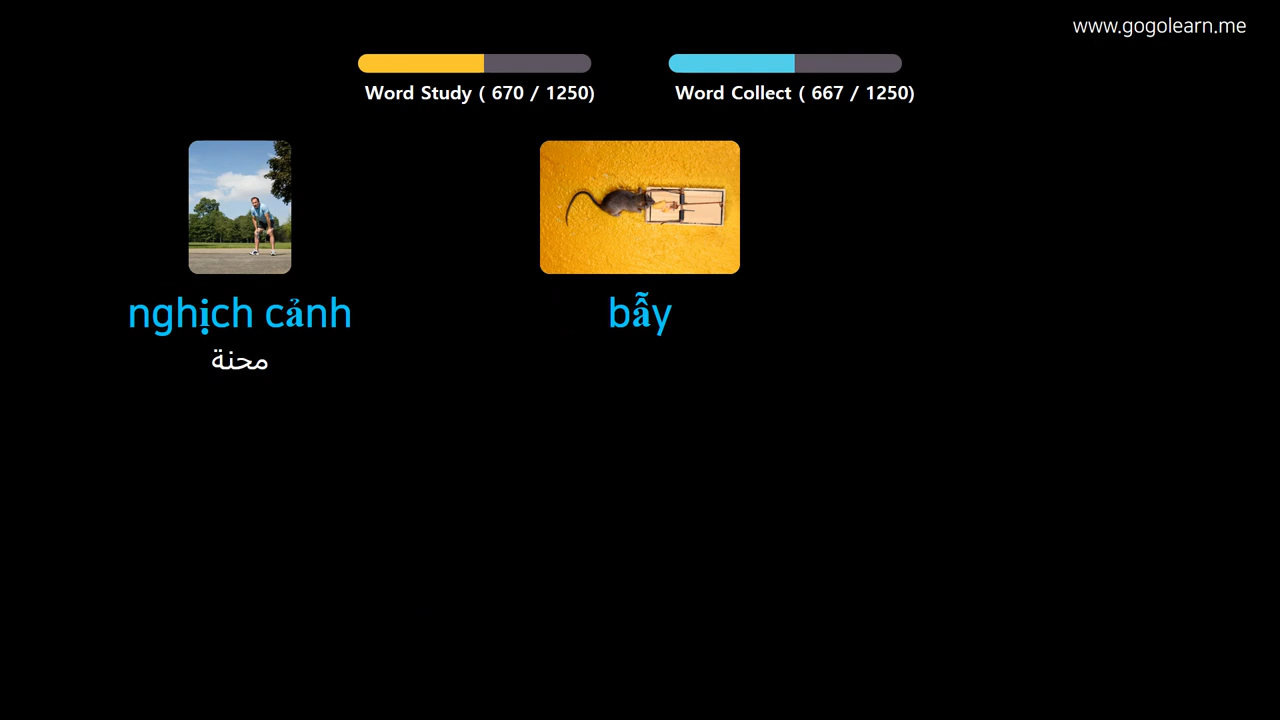 www.gogolearn.me
Word Study ( 670 / 1250)
Word Collect ( 667 / 1250)
nghịch cảnh
bẫy
محنة